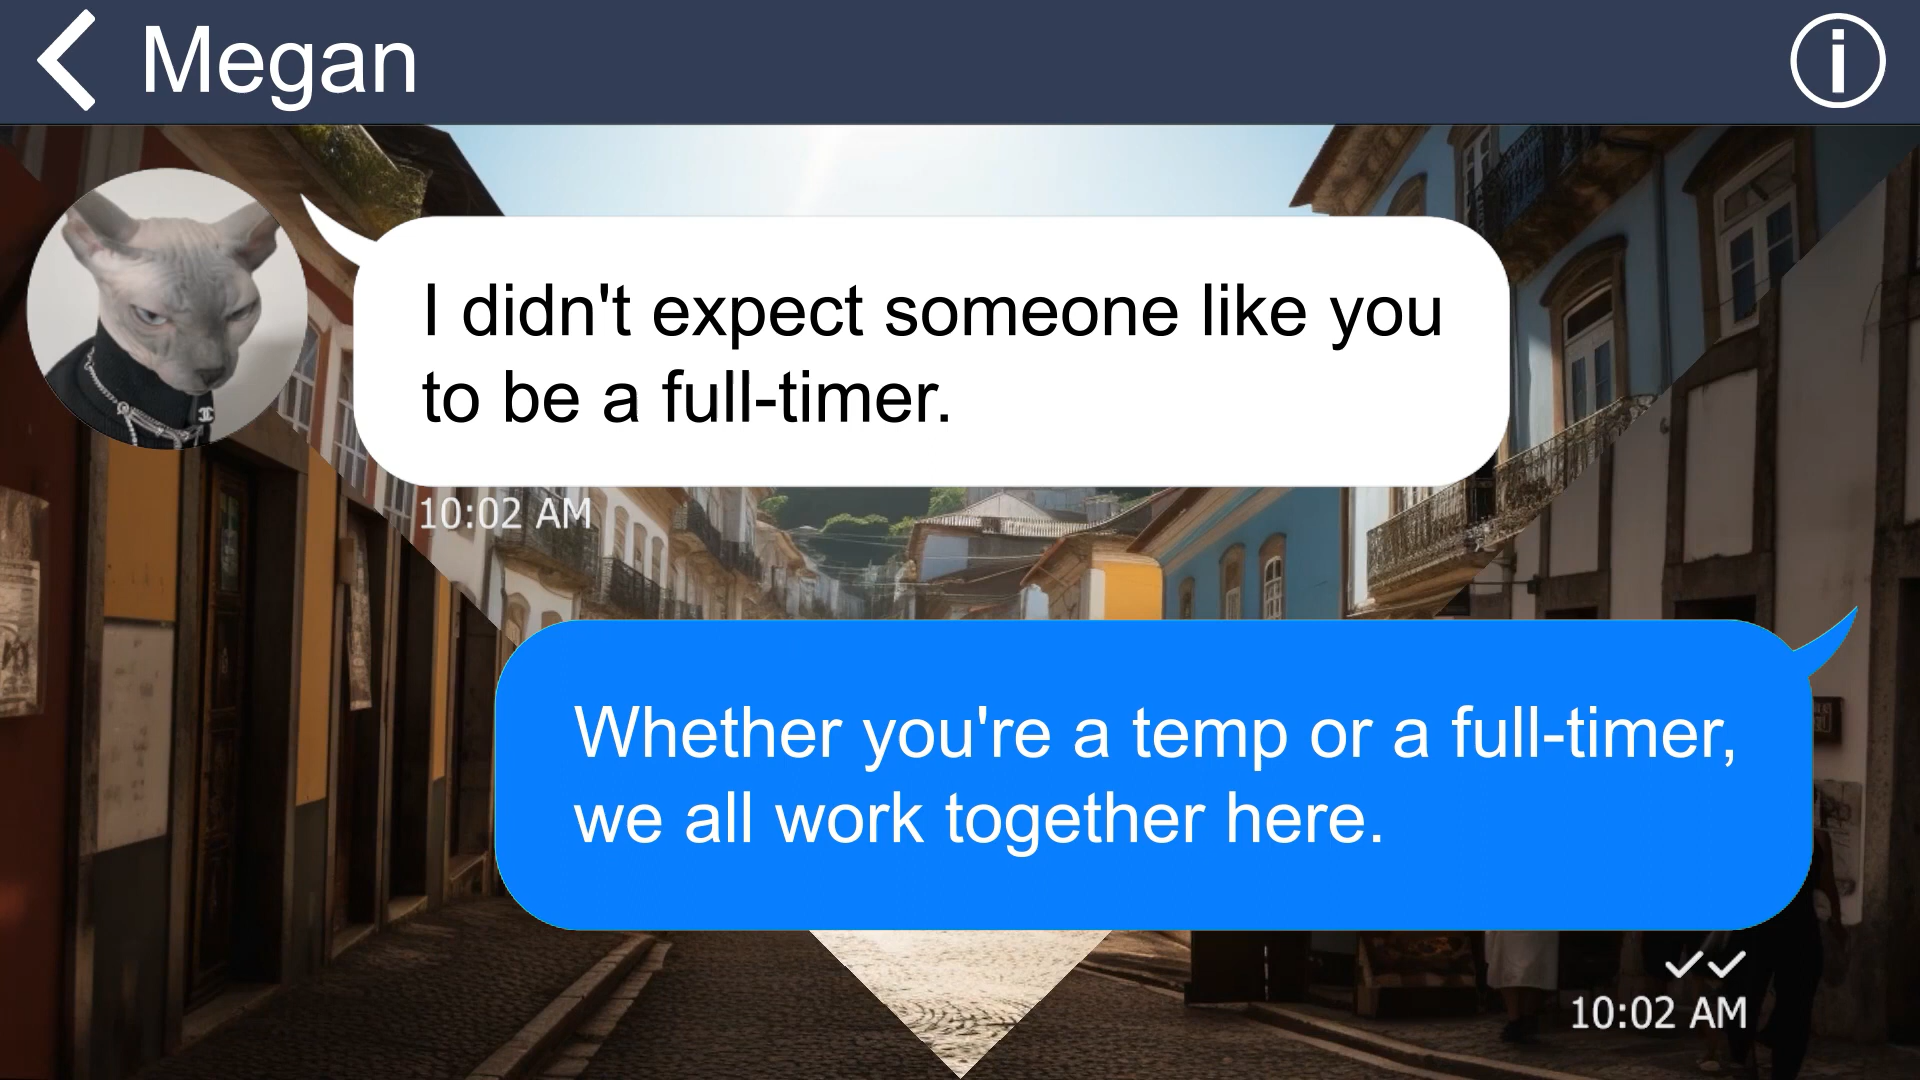 Megan
I didn't expect someone like you
to be a full-timer.
10:02 AM
Whether you're a temp or a full-timer,
we all work together here.
10:02 AM